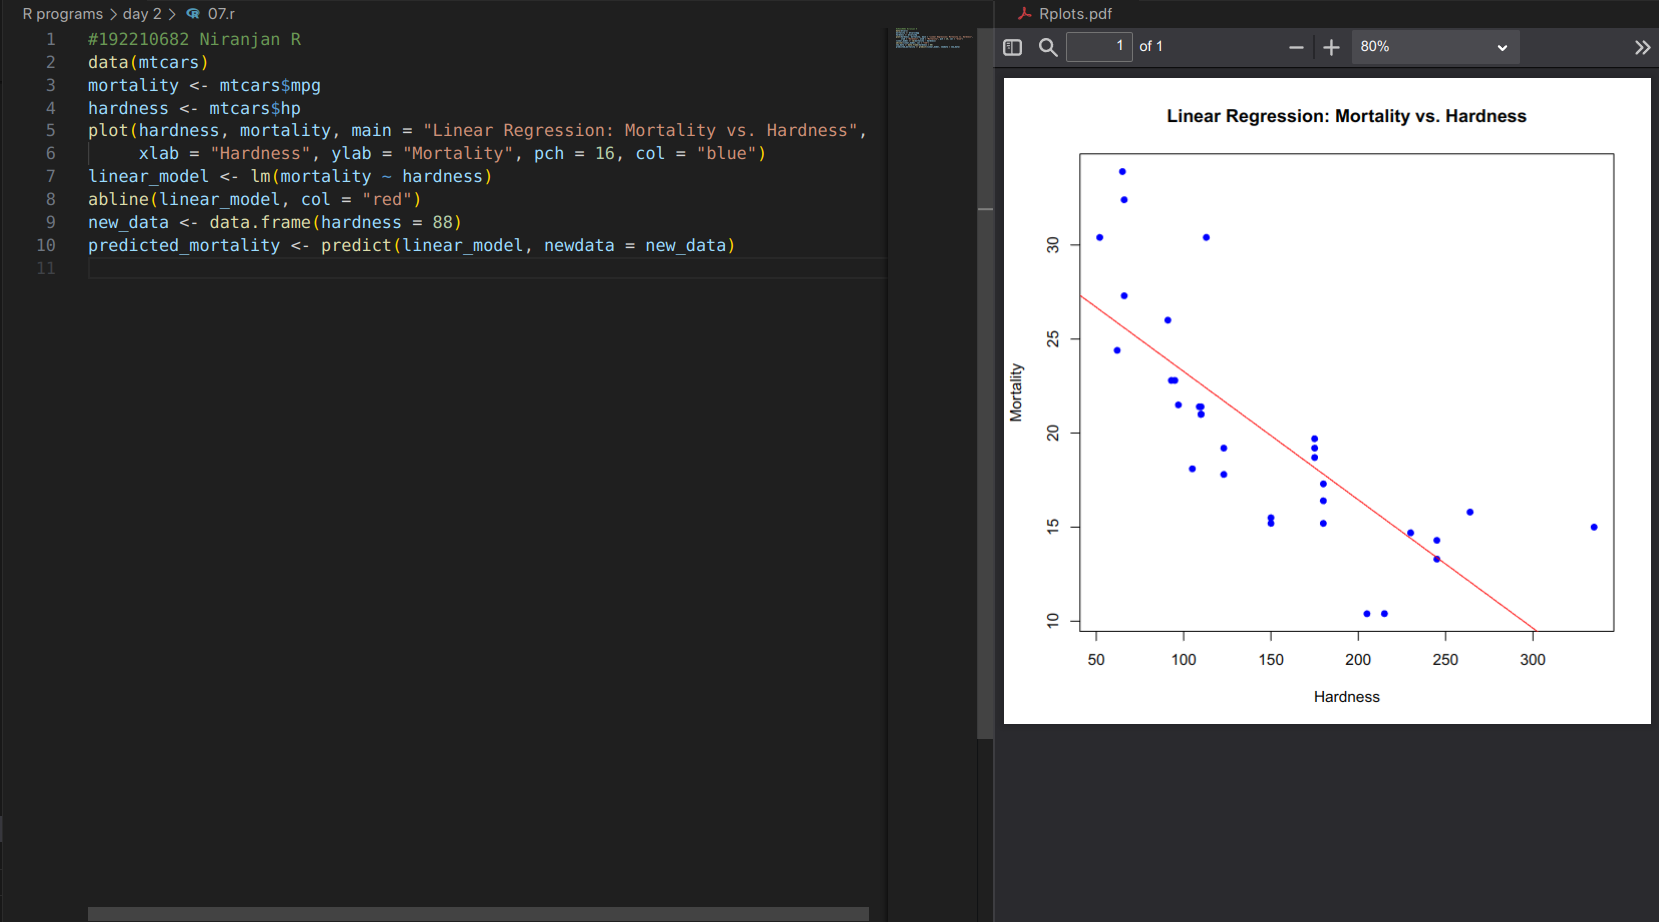 R programs > day 2 > 07.r
1 #192210682 Niranjan R
2 data(mtcars)
3 mortality <- mtcars$mpg
4 hardness <- mtcars$hp
5 plot(hardness, mortality, main = "Linear Regression: Mortality vs. Hardness",
6 xlab = "Hardness", ylab = "Mortality", pch = 16, col = "blue")
7 linear_model <- lm(mortality ~ hardness)
8 abline(linear_model, col = "red")
9 new_data <- data.frame(hardness = 88)
10 predicted_mortality <- predict(linear_model, newdata = new_data)
11
Rplots.pdf
1 of 1
80%
Linear Regression: Mortality vs. Hardness
Mortality
30
25
20
15
10
50 100 150 200 250 300
Hardness